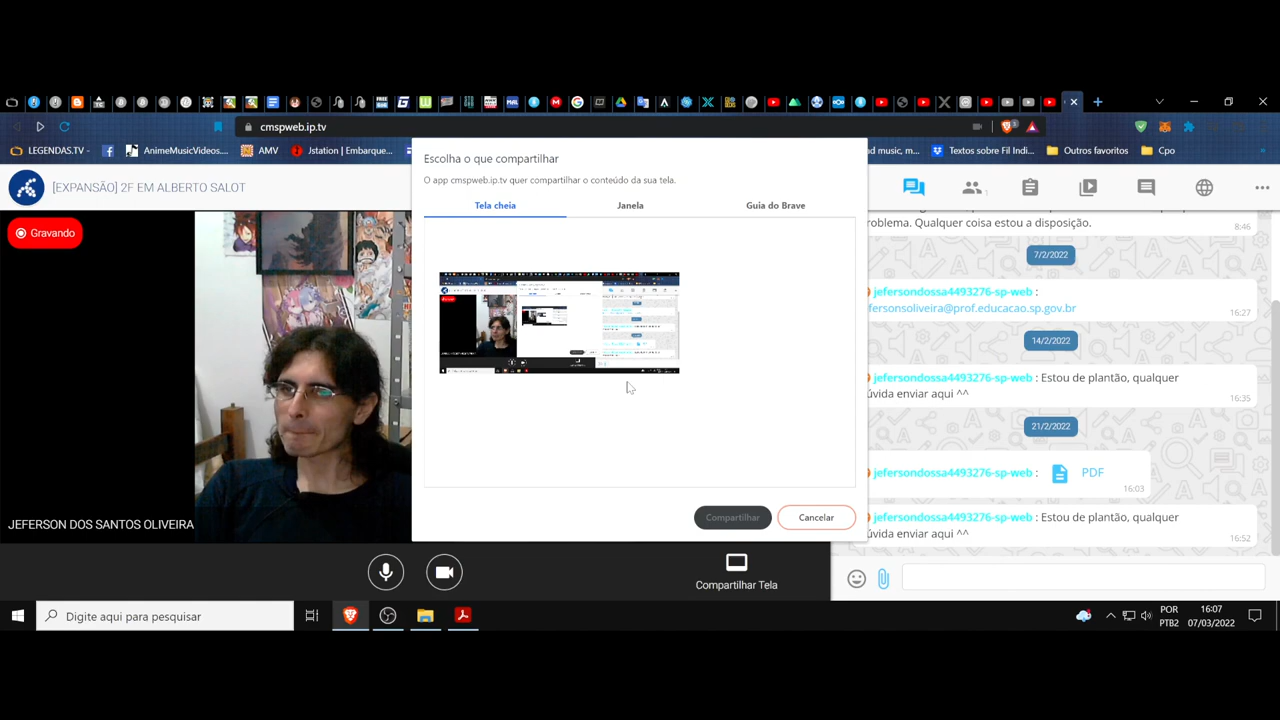 cmspweb.ip.tv
LEGENDAS.TV
AnimeMusicVideos....
AMV
Jstation | Embarque...
nd music, m...
Textos sobre Fil Indi...
Outros favoritos
Cpo
[EXPANSÃO] 2F EM ALBERTO SALOT
Gravando
JEFERSON DOS SANTOS OLIVEIRA
Escolha o que compartilhar
O app cmspweb.ip.tv quer compartilhar o conteúdo da sua tela.
Tela cheia
Janela
Guia do Brave
Compartilhar
Cancelar
Compartilhar Tela
1
roblema. Qualquer coisa estou a disposição.
8:46
7/2/2022
jefersondossa4493276-sp-web :
fersonsoliveira@prof.educacao.sp.gov.br
16:27
14/2/2022
jefersondossa4493276-sp-web : Estou de plantão, qualquer
úvida enviar aqui ^^
16:35
21/2/2022
jefersondossa4493276-sp-web : PDF
16:03
jefersondossa4493276-sp-web : Estou de plantão, qualquer
úvida enviar aqui ^^
16:52
Digite aqui para pesquisar
POR
PTB2
16:07
07/03/2022